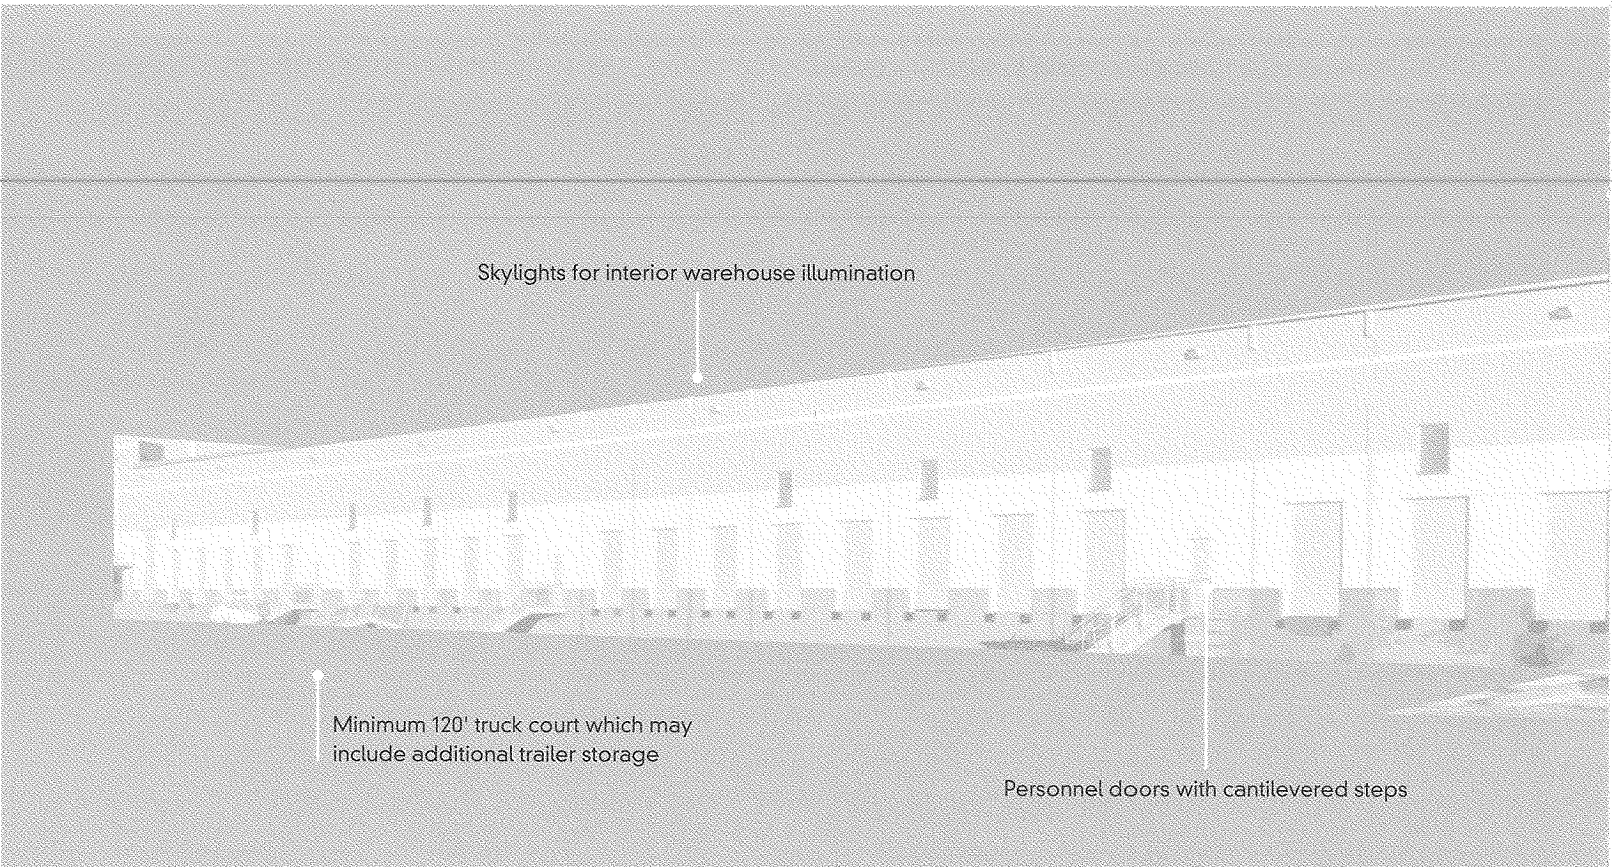 Skylights for interior warehouse illumination
Minimum 120' truck court which may
include additional trailer storage
Personnel doors with cantilevered steps